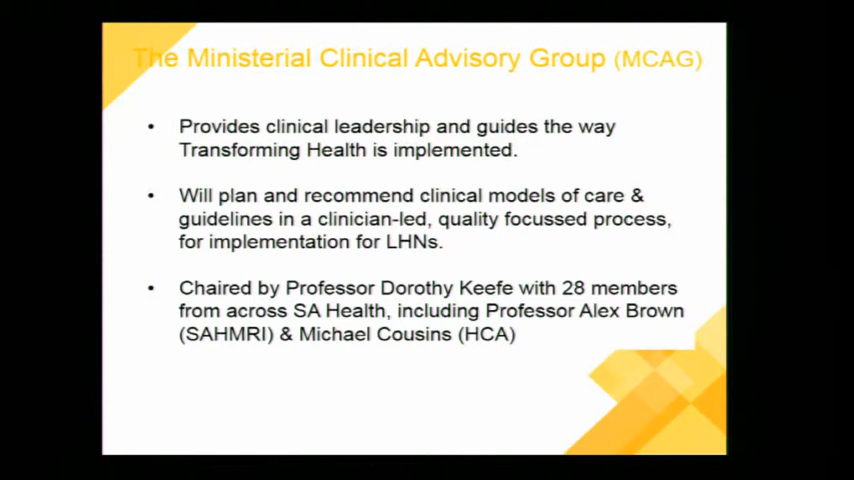 The Ministerial Clinical Advisory Group (MCAG)
• Provides clinical leadership and guides the way
Transforming Health is implemented.
• Will plan and recommend clinical models of care &
guidelines in a clinician-led, quality focussed process,
for implementation for LHNs.
• Chaired by Professor Dorothy Keefe with 28 members
from across SA Health, including Professor Alex Brown
(SAHMRI) & Michael Cousins (HCA)